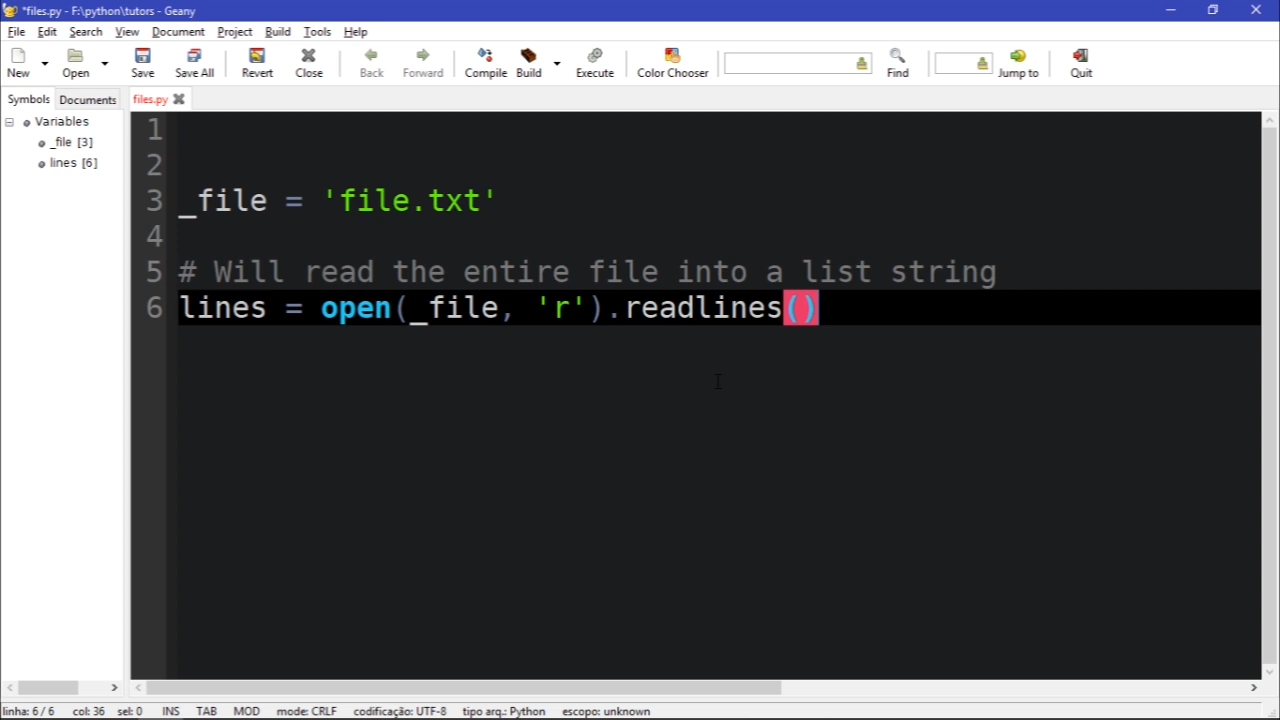 *files.py - F:\python\tutors - Geany
File Edit Search View Document Project Build Tools Help
New Open Save Save All Revert Close Back Forward Compile Build Execute Color Chooser Find Jump to Quit
Symbols Documents files.py
Variables
_file [3]
lines [6]
1
2
3 _file = 'file.txt'
4
5 # Will read the entire file into a list string
6 lines = open(_file, 'r').readlines()
linha: 6 / 6 col: 36 sel: 0 INS TAB MOD mode: CRLF codificação: UTF-8 tipo arq.: Python escopo: unknown